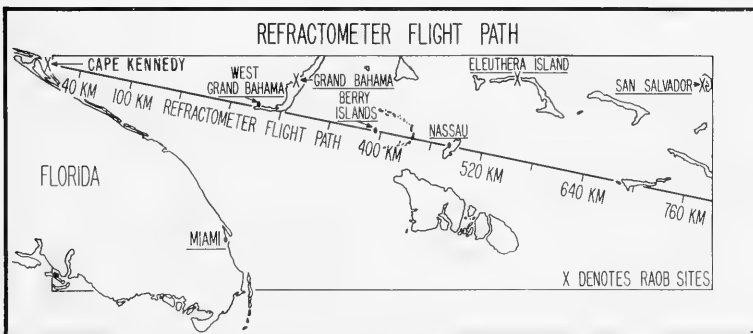 REFRACTOMETER FLIGHT PATH
CAPE KENNEDY
WEST
GRAND BAHAMA
GRAND BAHAMA
BERRY
ISLANDS
ELEUTHERA ISLAND
SAN SALVADOR
40 KM
100 KM
REFRACTOMETER FLIGHT PATH
400 KM
NASSAU
520 KM
640 KM
760 KM
FLORIDA
MIAMI
X DENOTES RAOB SITES